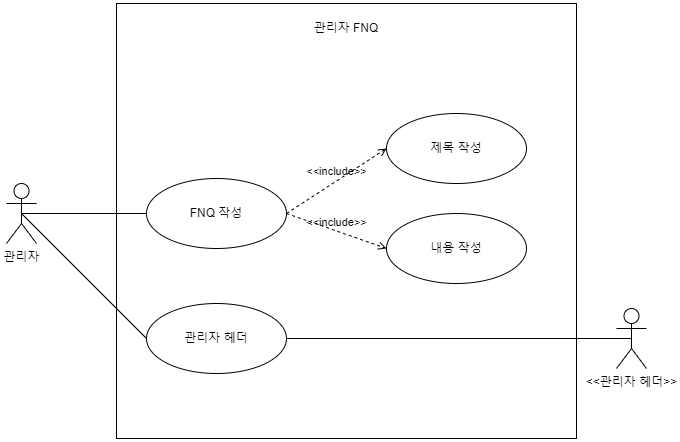 관리자 FNQ
제목 작성
<<include>>
FNQ 작성
<<include>>
내용 작성
관리자
관리자 헤더
<<관리자 헤더>>